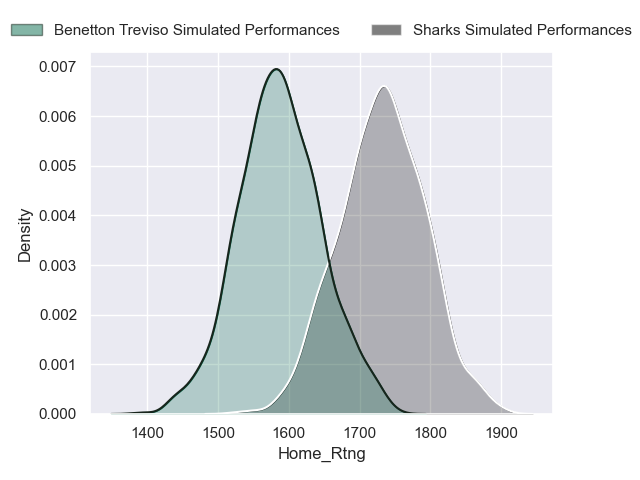 Benetton Treviso Simulated Performances Sharks Simulated Performances
0.007
0.006
0.005
0.004
0.003
0.002
0.001
0.000
Density
1400 1500 1600 1700 1800 1900
Home_Rtng